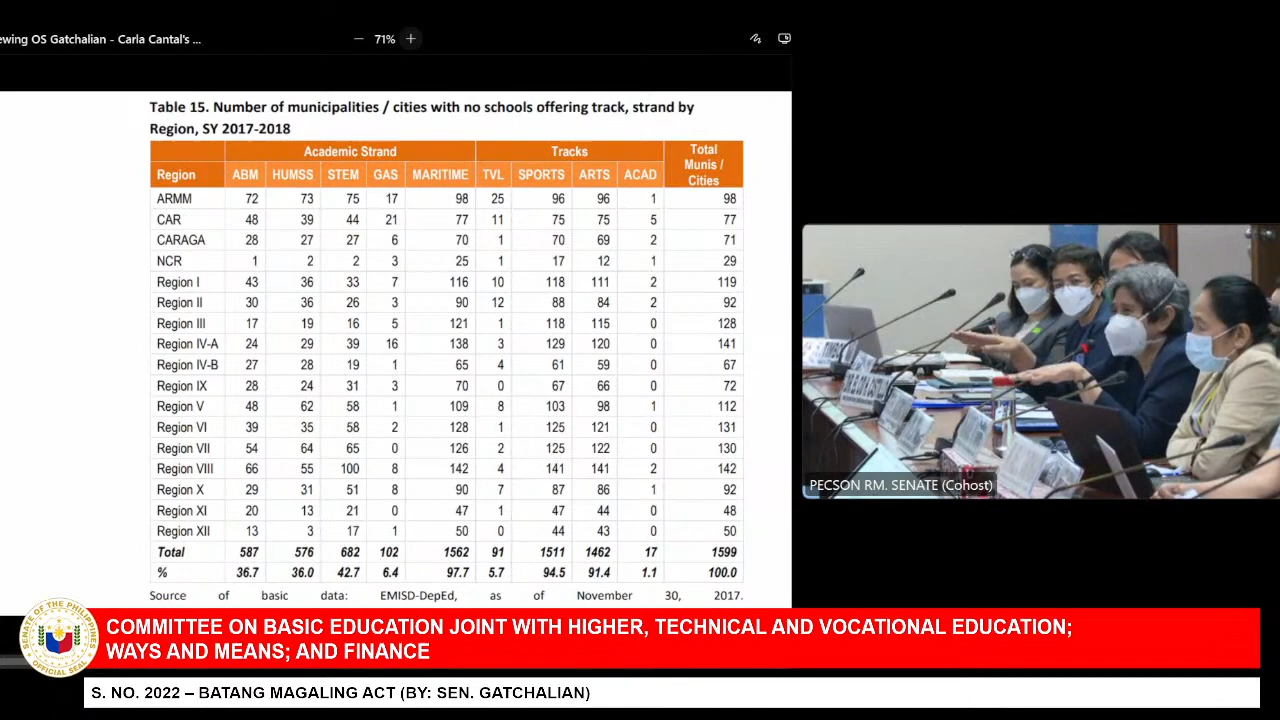 ewing OS Gatchalian - Carla Cantal's ...
71%
Table 15. Number of municipalities / cities with no schools offering track, strand by
Region, SY 2017-2018
Academic Strand Tracks Total Munis / Cities
Region ABM HUMSS STEM GAS MARITIME TVL SPORTS ARTS ACAD
ARMM 72 73 75 17 98 25 96 96 1 98
CAR 48 39 44 21 77 11 75 75 5 77
CARAGA 28 27 27 6 70 1 70 69 2 71
NCR 1 2 2 3 25 1 17 12 1 29
Region I 43 36 33 7 116 10 118 111 2 119
Region II 30 36 26 3 90 12 88 84 2 92
Region III 17 19 16 5 121 1 118 115 0 128
Region IV-A 24 29 39 16 138 3 129 120 0 141
Region IV-B 27 28 19 1 65 4 61 59 0 67
Region IX 28 24 31 3 70 0 67 66 0 72
Region V 48 62 58 1 109 8 103 98 1 112
Region VI 39 35 58 2 128 1 125 121 0 131
Region VII 54 64 65 0 126 2 125 122 0 130
Region VIII 66 55 100 8 142 4 141 141 2 142
Region X 29 31 51 8 90 7 87 86 1 92
Region XI 20 13 21 0 47 1 47 44 0 48
Region XII 13 3 17 1 50 0 44 43 0 50
Total 587 576 682 102 1562 91 1511 1462 17 1599
% 36.7 36.0 42.7 6.4 97.7 5.7 94.5 91.4 1.1 100.0
Source of basic data: EMISD-DepEd, as of November 30, 2017.
PECSON RM. SENATE (Cohost)
SENATE OF THE PHILIPPINES
OFFICIAL SEAL
COMMITTEE ON BASIC EDUCATION JOINT WITH HIGHER, TECHNICAL AND VOCATIONAL EDUCATION;
WAYS AND MEANS; AND FINANCE
S. NO. 2022 – BATANG MAGALING ACT (BY: SEN. GATCHALIAN)